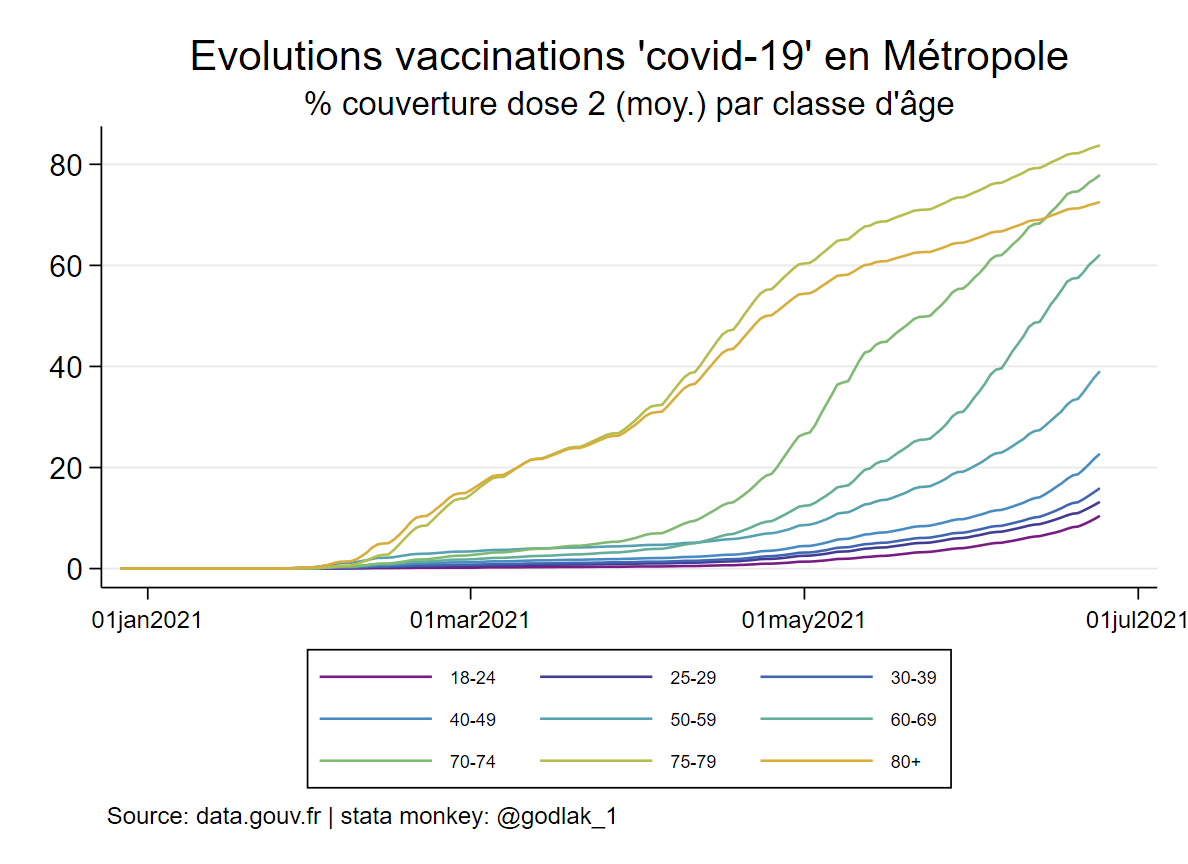 Evolutions vaccinations 'covid-19' en Métropole
% couverture dose 2 (moy.) par classe d'âge
80
60
40
20
0
01jan2021 01mar2021 01may2021 01jul2021
18-24 25-29 30-39
40-49 50-59 60-69
70-74 75-79 80+
Source: data.gouv.fr | stata monkey: @godlak_1